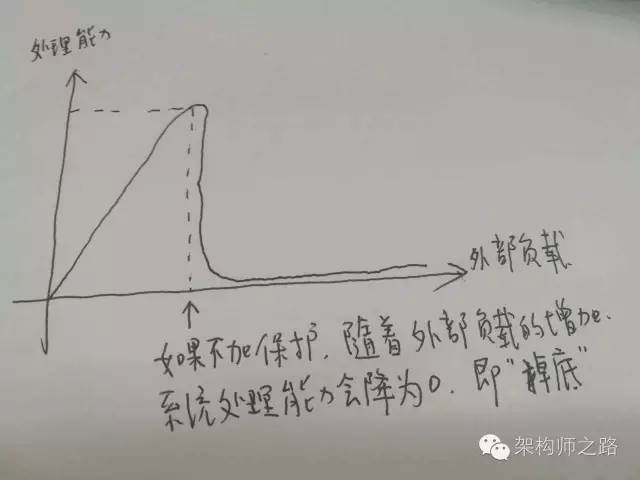 处理能力
外部负载
如果不加保护，随着外部负载的增加.
系统处理能力会降为0. 即"掉底"
架构师之路